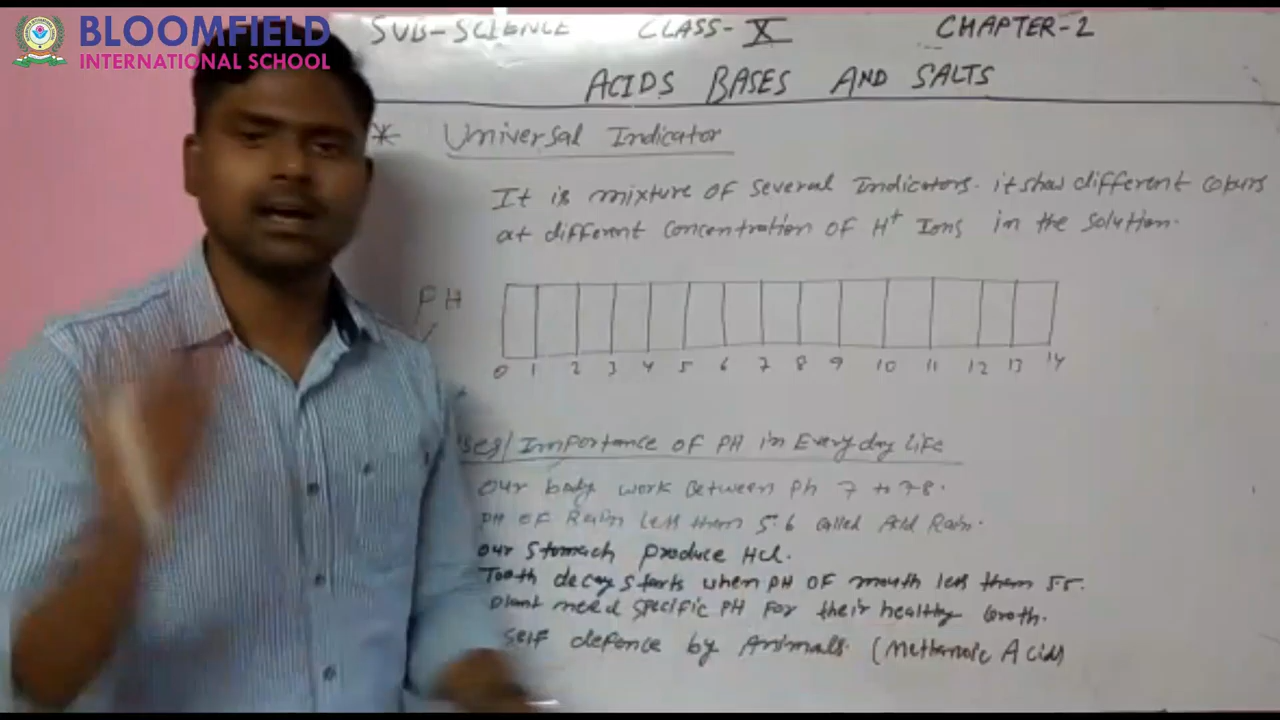 BLOOMFIELD
INTERNATIONAL SCHOOL
SUB-SCIENCE CLASS-X CHAPTER-2
ACIDS BASES AND SALTS
* Universal Indicator
It is mixture of several Indicators. it show different colours
at different concentration of H+ Ions in the solution.
PH
0 1 2 3 4 5 6 7 8 9 10 11 12 13 14
ses/Importance of PH in Everyday Life
Our body work Between Ph 7 to 7.8.
PH OF Rain less them 5.6 called Acid Rain.
Our stomach produce Hcl.
Tooth decay starts when PH OF mouth less them 5.5.
plant need specific PH for their healthy Groth.
self defence by Animals. (Methanoic Acid)